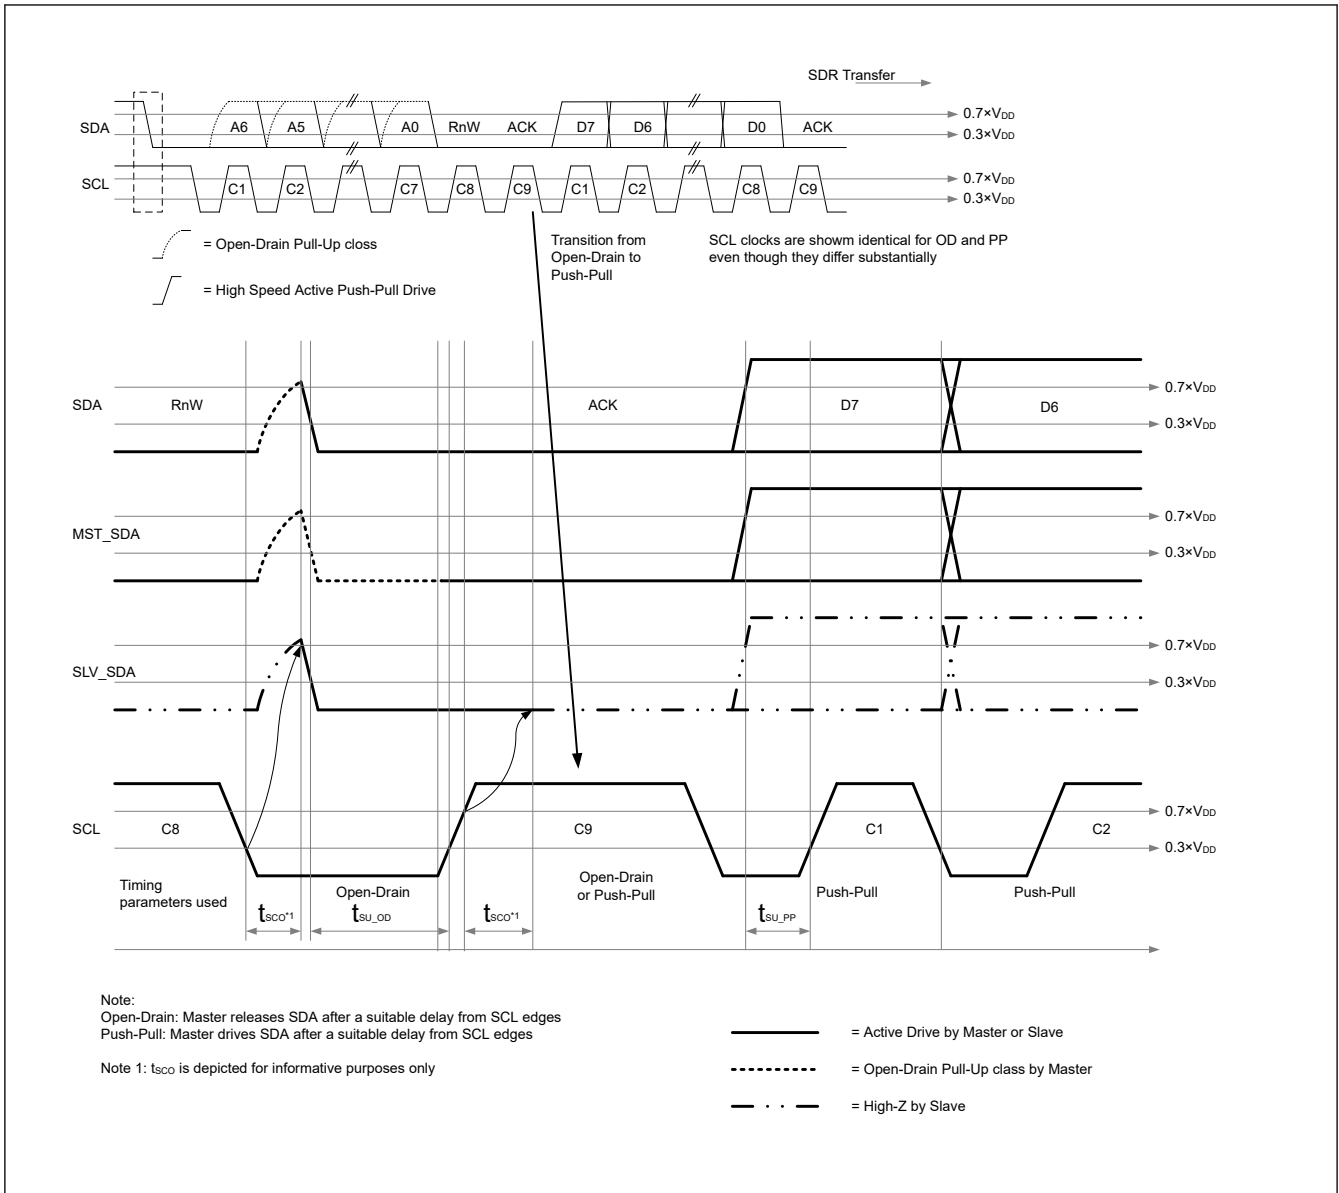 SDR Transfer
SDA
A6 A5 A0 RnW ACK D7 D6 D0 ACK
0.7×VDD
0.3×VDD
SCL
C1 C2 C7 C8 C9 C1 C2 C8 C9
0.7×VDD
0.3×VDD
= Open-Drain Pull-Up closs
= High Speed Active Push-Pull Drive
Transition from
Open-Drain to
Push-Pull
SCL clocks are showm identical for OD and PP
even though they differ substantially
SDA
RnW ACK D7 D6
0.7×VDD
0.3×VDD
MST_SDA
0.7×VDD
0.3×VDD
SLV_SDA
0.7×VDD
0.3×VDD
SCL
C8 C9 C1 C2
0.7×VDD
0.3×VDD
Timing
parameters used
Open-Drain
Open-Drain
or Push-Pull
Push-Pull
Push-Pull
tSCO*1
tSU_OD
tSCO*1
tSU_PP
Note:
Open-Drain: Master releases SDA after a suitable delay from SCL edges
Push-Pull: Master drives SDA after a suitable delay from SCL edges
Note 1: tSCO is depicted for informative purposes only
= Active Drive by Master or Slave
= Open-Drain Pull-Up class by Master
= High-Z by Slave